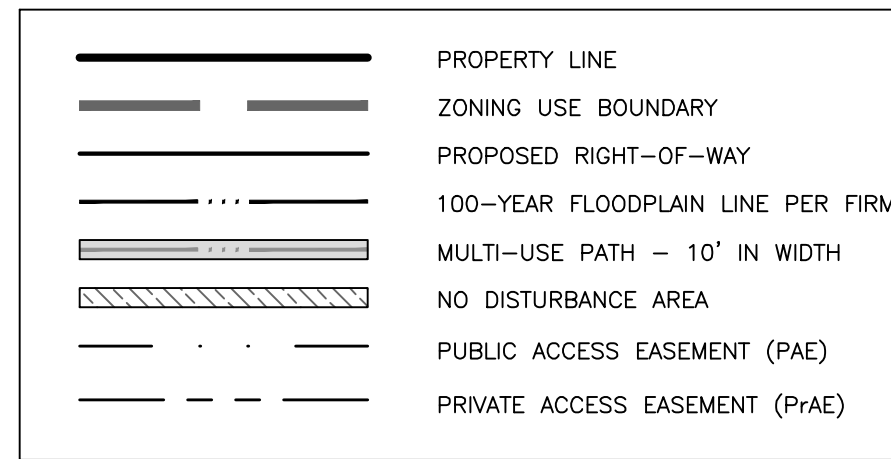 PROPERTY LINE
ZONING USE BOUNDARY
PROPOSED RIGHT-OF-WAY
100-YEAR FLOODPLAIN LINE PER FIRM
MULTI-USE PATH - 10' IN WIDTH
NO DISTURBANCE AREA
PUBLIC ACCESS EASEMENT (PAE)
PRIVATE ACCESS EASEMENT (PrAE)